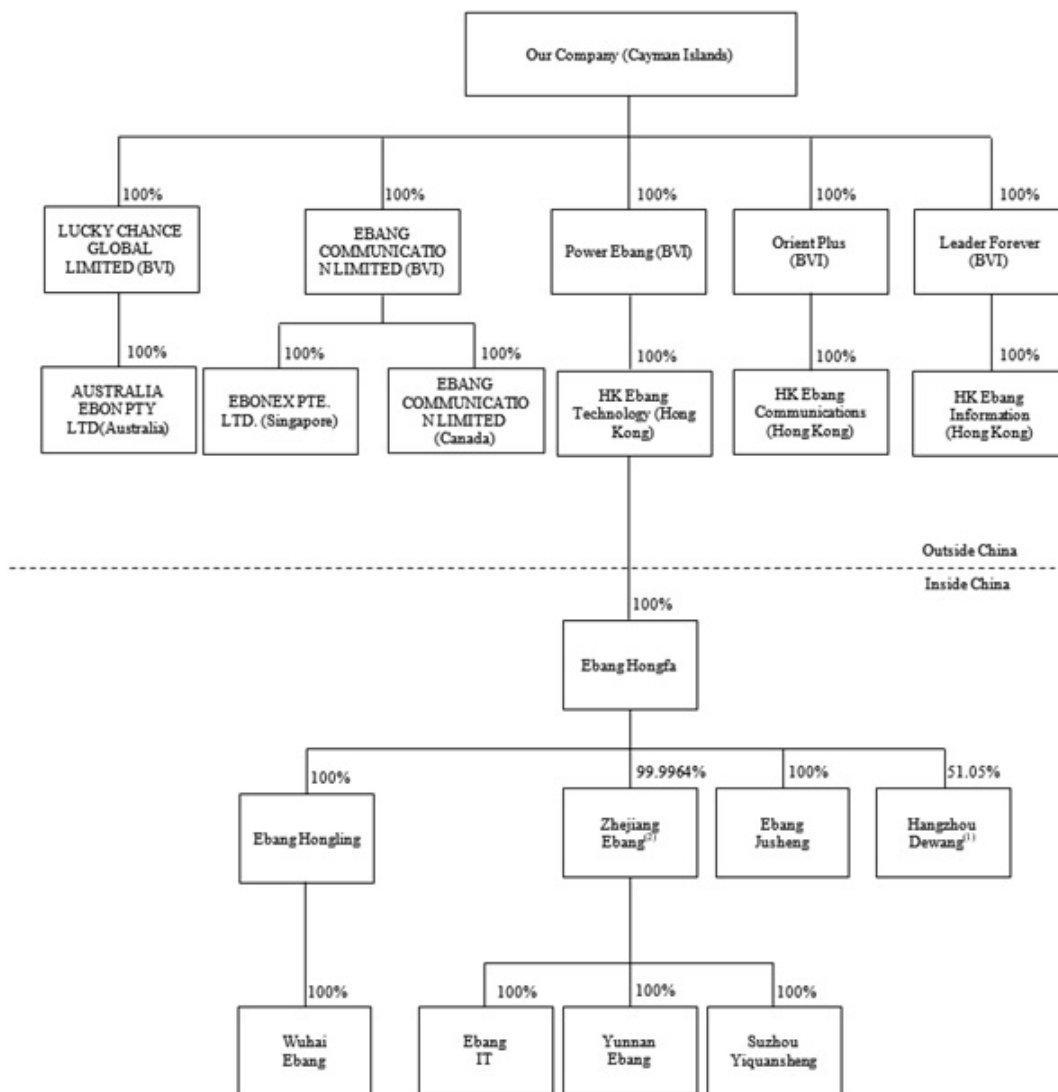 Our Company (Cayman Islands)
100%
100%
100%
100%
100%
LUCKY CHANCE
GLOBAL
LIMITED (BVI)
EBANG
COMMUNICATIO
N LIMITED (BVI)
Power Ebang (BVI)
Orient Plus
(BVI)
Leader Forever
(BVI)
100%
100%
100%
100%
100%
100%
AUSTRALIA
EBON PTY
LTD(Australia)
EBONEX PTE.
LTD. (Singapore)
EBANG
COMMUNICATIO
N LIMITED
(Canada)
HK Ebang
Technology (Hong
Kong)
HK Ebang
Communications
(Hong Kong)
HK Ebang
Information
(Hong Kong)
Outside China
Inside China
100%
Ebang Hongfa
100%
99.9964%
100%
51.05%
Ebang Hongling
Zhejiang
Ebang(2)
Ebang
Jusheng
Hangzhou
Dewang(1)
100%
100%
100%
100%
Wuhai
Ebang
Ebang
IT
Yunnan
Ebang
Suzhou
Yiquansheng